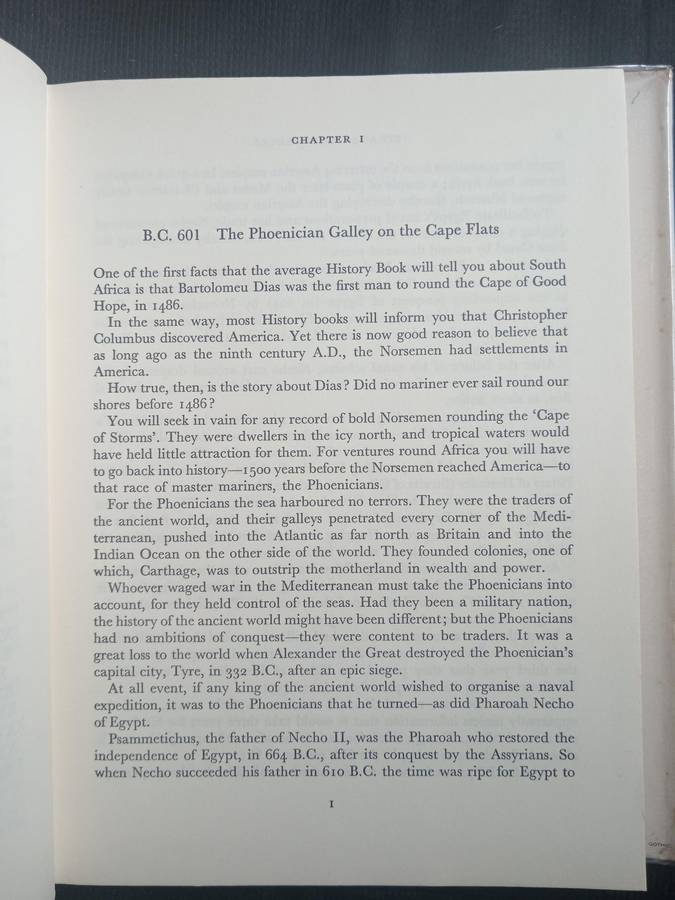 CHAPTER I
B.C. 601 The Phoenician Galley on the Cape Flats
One of the first facts that the average History Book will tell you about South
Africa is that Bartolomeu Dias was the first man to round the Cape of Good
Hope, in 1486.
In the same way, most History books will inform you that Christopher
Columbus discovered America. Yet there is now good reason to believe that
as long ago as the ninth century A.D., the Norsemen had settlements in
America.
How true, then, is the story about Dias? Did no mariner ever sail round our
shores before 1486?
You will seek in vain for any record of bold Norsemen rounding the ‘Cape
of Storms’. They were dwellers in the icy north, and tropical waters would
have held little attraction for them. For ventures round Africa you will have
to go back into history—1500 years before the Norsemen reached America—to
that race of master mariners, the Phoenicians.
For the Phoenicians the sea harboured no terrors. They were the traders of
the ancient world, and their galleys penetrated every corner of the Medi-
terranean, pushed into the Atlantic as far north as Britain and into the
Indian Ocean on the other side of the world. They founded colonies, one of
which, Carthage, was to outstrip the motherland in wealth and power.
Whoever waged war in the Mediterranean must take the Phoenicians into
account, for they held control of the seas. Had they been a military nation,
the history of the ancient world might have been different; but the Phoenicians
had no ambitions of conquest—they were content to be traders. It was a
great loss to the world when Alexander the Great destroyed the Phoenician’s
capital city, Tyre, in 332 B.C., after an epic siege.
At all event, if any king of the ancient world wished to organise a naval
expedition, it was to the Phoenicians that he turned—as did Pharoah Necho
of Egypt.
Psammetichus, the father of Necho II, was the Pharoah who restored the
independence of Egypt, in 664 B.C., after its conquest by the Assyrians. So
when Necho succeeded his father in 610 B.C. the time was ripe for Egypt to
I